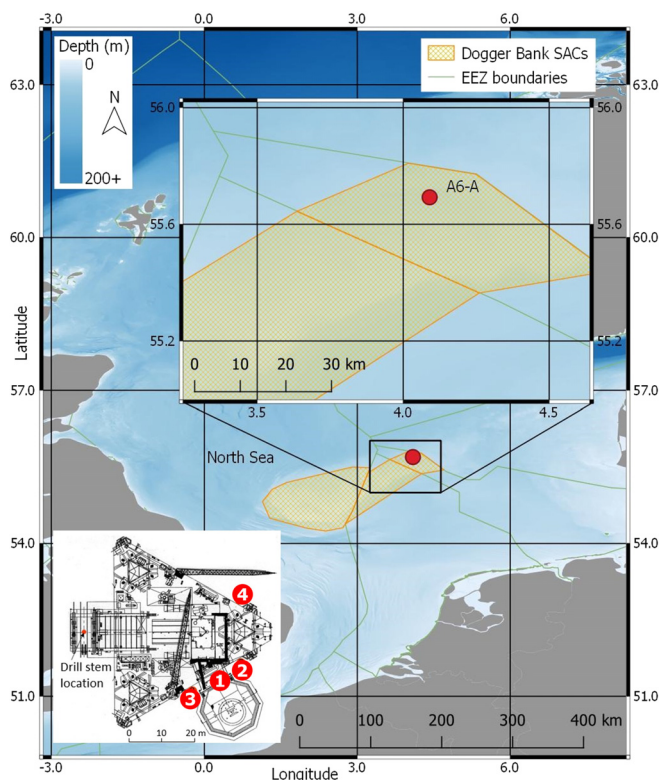 -3.0 0.0 3.0 6.0
Depth (m)
0
N
200+
Dogger Bank SACs
EEZ boundaries
63.0
60.0
57.0
54.0
51.0
Latitude
56.0
55.6
55.2
A6-A
0 10 20 30 km
3.5 4.0 4.5
56.0
55.6
55.2
North Sea
63.0
60.0
57.0
54.0
51.0
4
2
1
3
Drill stem
location
0 10 20 m
0 100 200 300 400 km
-3.0 0.0 3.0 6.0
Longitude